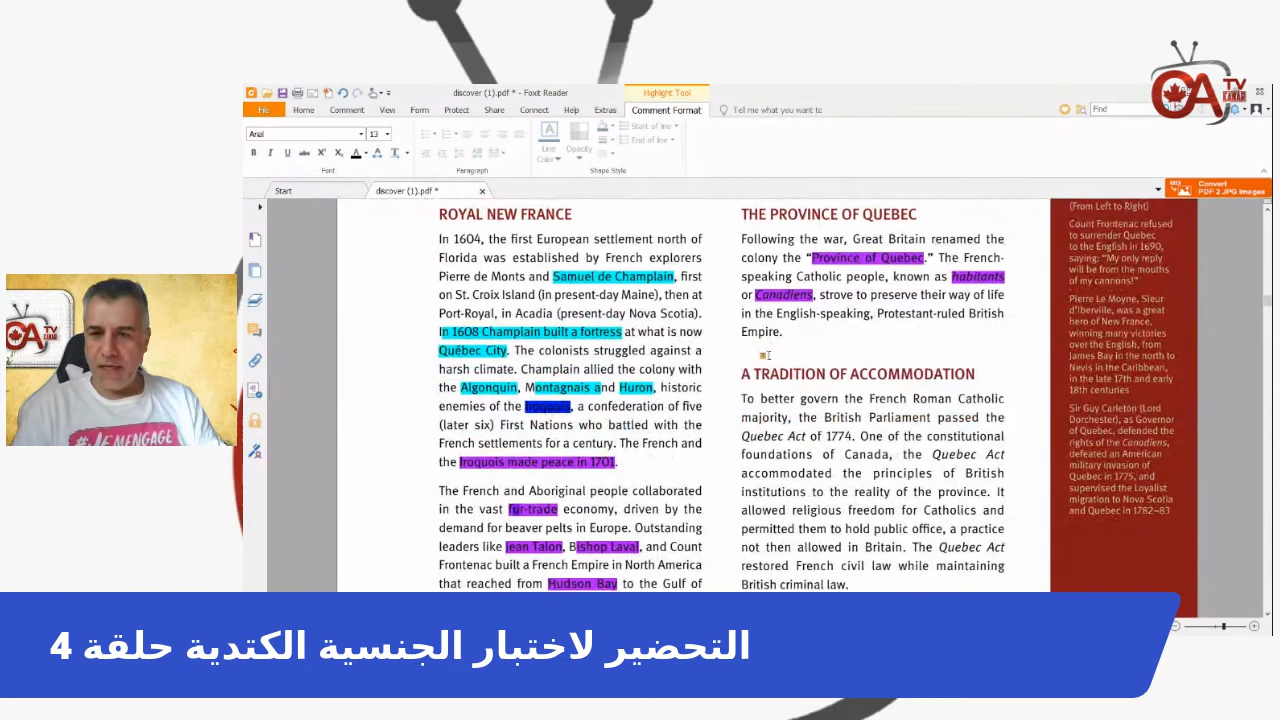 discover (1).pdf * - Foxit Reader
Highlight Tool
File Home Comment View Form Protect Share Connect Help Extras Comment Format Tell me what you want to
Find
Arial 13
Line Color
Opacity
Start of line
End of line
Font Paragraph Shape Style
Start discover (1).pdf *
Convert
PDF 2 JPG Images
ROYAL NEW FRANCE
In 1604, the first European settlement north of
Florida was established by French explorers
Pierre de Monts and Samuel de Champlain, first
on St. Croix Island (in present-day Maine), then at
Port-Royal, in Acadia (present-day Nova Scotia).
In 1608 Champlain built a fortress at what is now
Québec City. The colonists struggled against a
harsh climate. Champlain allied the colony with
the Algonquin, Montagnais and Huron, historic
enemies of the Iroquois, a confederation of five
(later six) First Nations who battled with the
French settlements for a century. The French and
the Iroquois made peace in 1701.
The French and Aboriginal people collaborated
in the vast fur-trade economy, driven by the
demand for beaver pelts in Europe. Outstanding
leaders like Jean Talon, Bishop Laval, and Count
Frontenac built a French Empire in North America
that reached from Hudson Bay to the Gulf of
THE PROVINCE OF QUEBEC
Following the war, Great Britain renamed the
colony the “Province of Quebec.” The French-
speaking Catholic people, known as habitants
or Canadiens, strove to preserve their way of life
in the English-speaking, Protestant-ruled British
Empire.
A TRADITION OF ACCOMMODATION
To better govern the French Roman Catholic
majority, the British Parliament passed the
Quebec Act of 1774. One of the constitutional
foundations of Canada, the Quebec Act
accommodated the principles of British
institutions to the reality of the province. It
allowed religious freedom for Catholics and
permitted them to hold public office, a practice
not then allowed in Britain. The Quebec Act
restored French civil law while maintaining
British criminal law.
(From Left to Right)
Count Frontenac refused
to surrender Quebec
to the English in 1690,
saying: “My only reply
will be from the mouths
of my cannons!”
Pierre Le Moyne, Sieur
d’Iberville, was a great
hero of New France,
winning many victories
over the English, from
James Bay in the north to
Nevis in the Caribbean,
in the late 17th and early
18th centuries
Sir Guy Carleton (Lord
Dorchester), as Governor
of Quebec, defended the
rights of the Canadiens,
defeated an American
military invasion of
Quebec in 1775, and
supervised the Loyalist
migration to Nova Scotia
and Quebec in 1782–83
#JEMENGAGE
CA TV
التحضير لاختبار الجنسية الكتدية حلقة 4